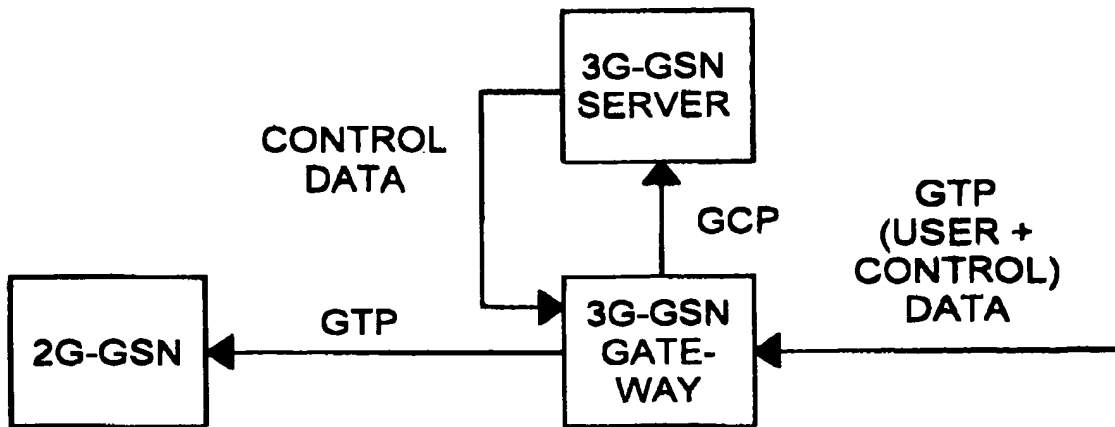 3G-GSN
SERVER
CONTROL
DATA
GCP
GTP
(USER +
CONTROL)
DATA
2G-GSN
GTP
3G-GSN
GATE-
WAY